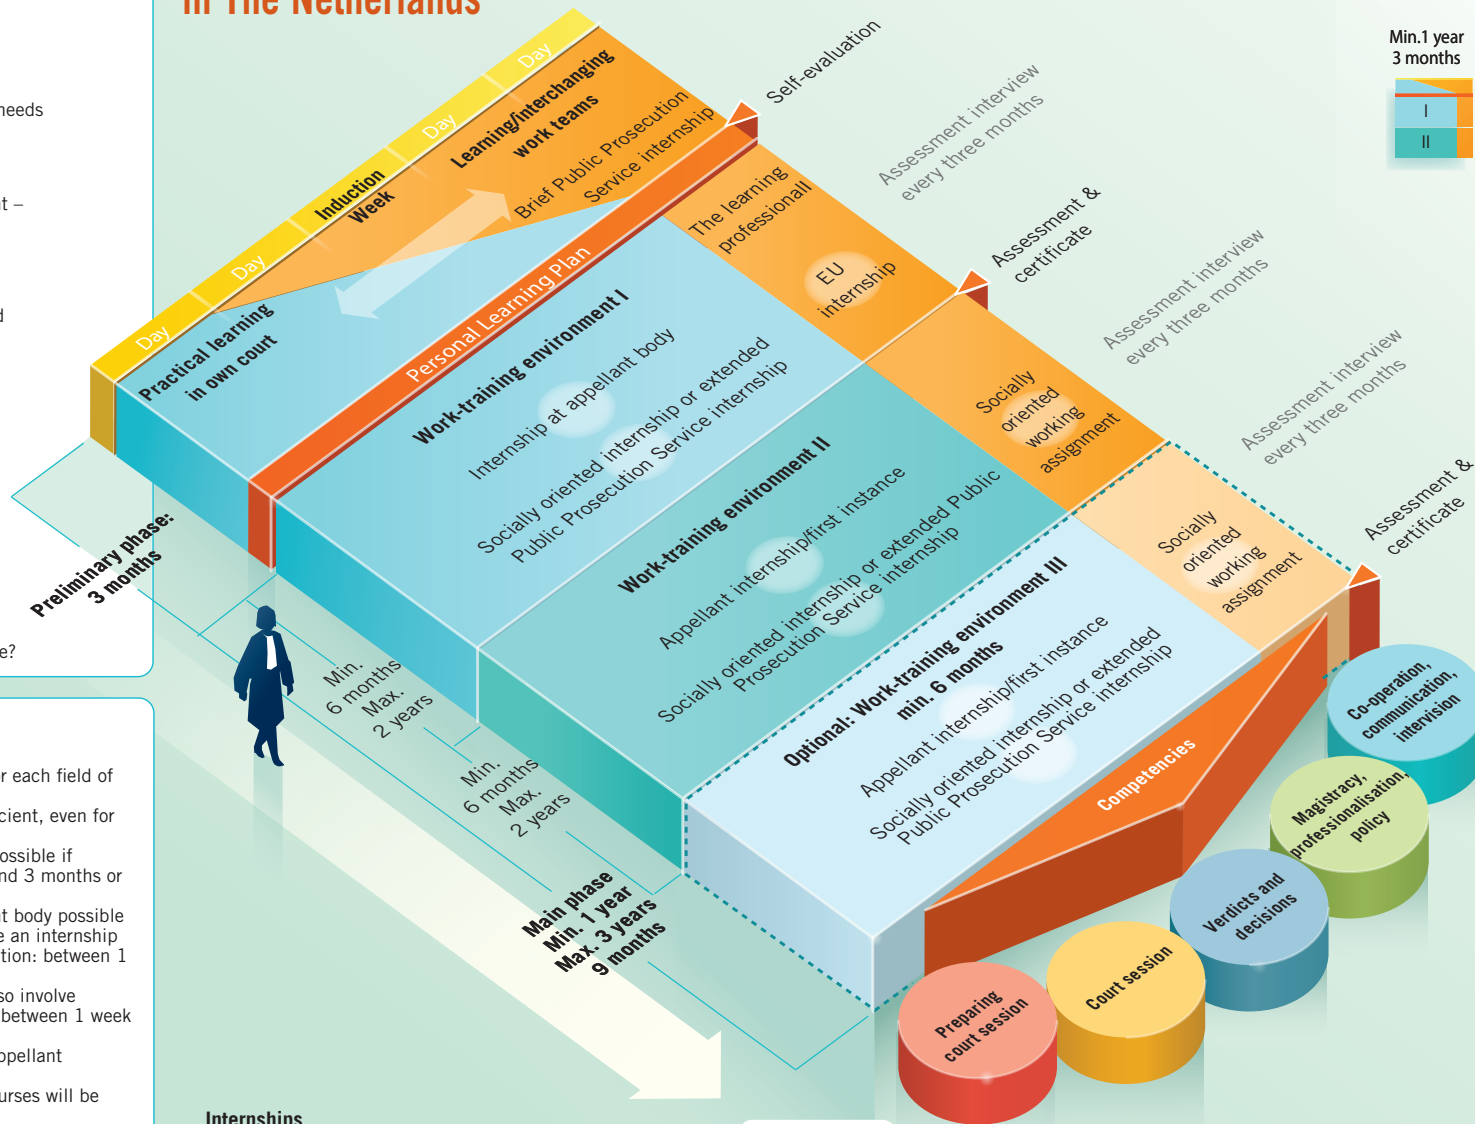 in The Netherlands
needs
t –
d
e?
r each field of
cient, even for
ossible if
nd 3 months or
t body possible
e an internship
tion: between 1
so involve
between 1 week
ppellant
urses will be
Min.1 year
3 months
I
II
Day
Day
Induction
Week
Day
Day
Learning/interchanging
work teams
Brief Public Prosecution
Service internship
Practical learning
in own court
Personal Learning Plan
Self-evaluation
Assessment interview
every three months
Assessment &
certificate
Assessment interview
every three months
Assessment interview
every three months
Assessment &
certificate
The learning
professionall
EU
internship
Work-training environment I
Internship at appellant body
Socially oriented internship or extended
Public Prosecution Service internship
Socially
oriented
working
assignment
Work-training environment II
Appellant internship/first instance
Socially oriented internship or extended Public
Prosecution Service internship
Socially
oriented
working
assignment
Optional: Work-training environment III
min. 6 months
Appellant internship/first instance
Socially oriented internship or extended
Public Prosecution Service internship
Preliminary phase:
3 months
Min.
6 months
Max.
2 years
Min.
6 months
Max.
2 years
Main phase
Min. 1 year
Max. 3 years
9 months
Competencies
Co-operation,
communication,
intervision
Magistracy,
professionalisation,
policy
Verdicts and
decisions
Court session
Preparing
court session
Internships